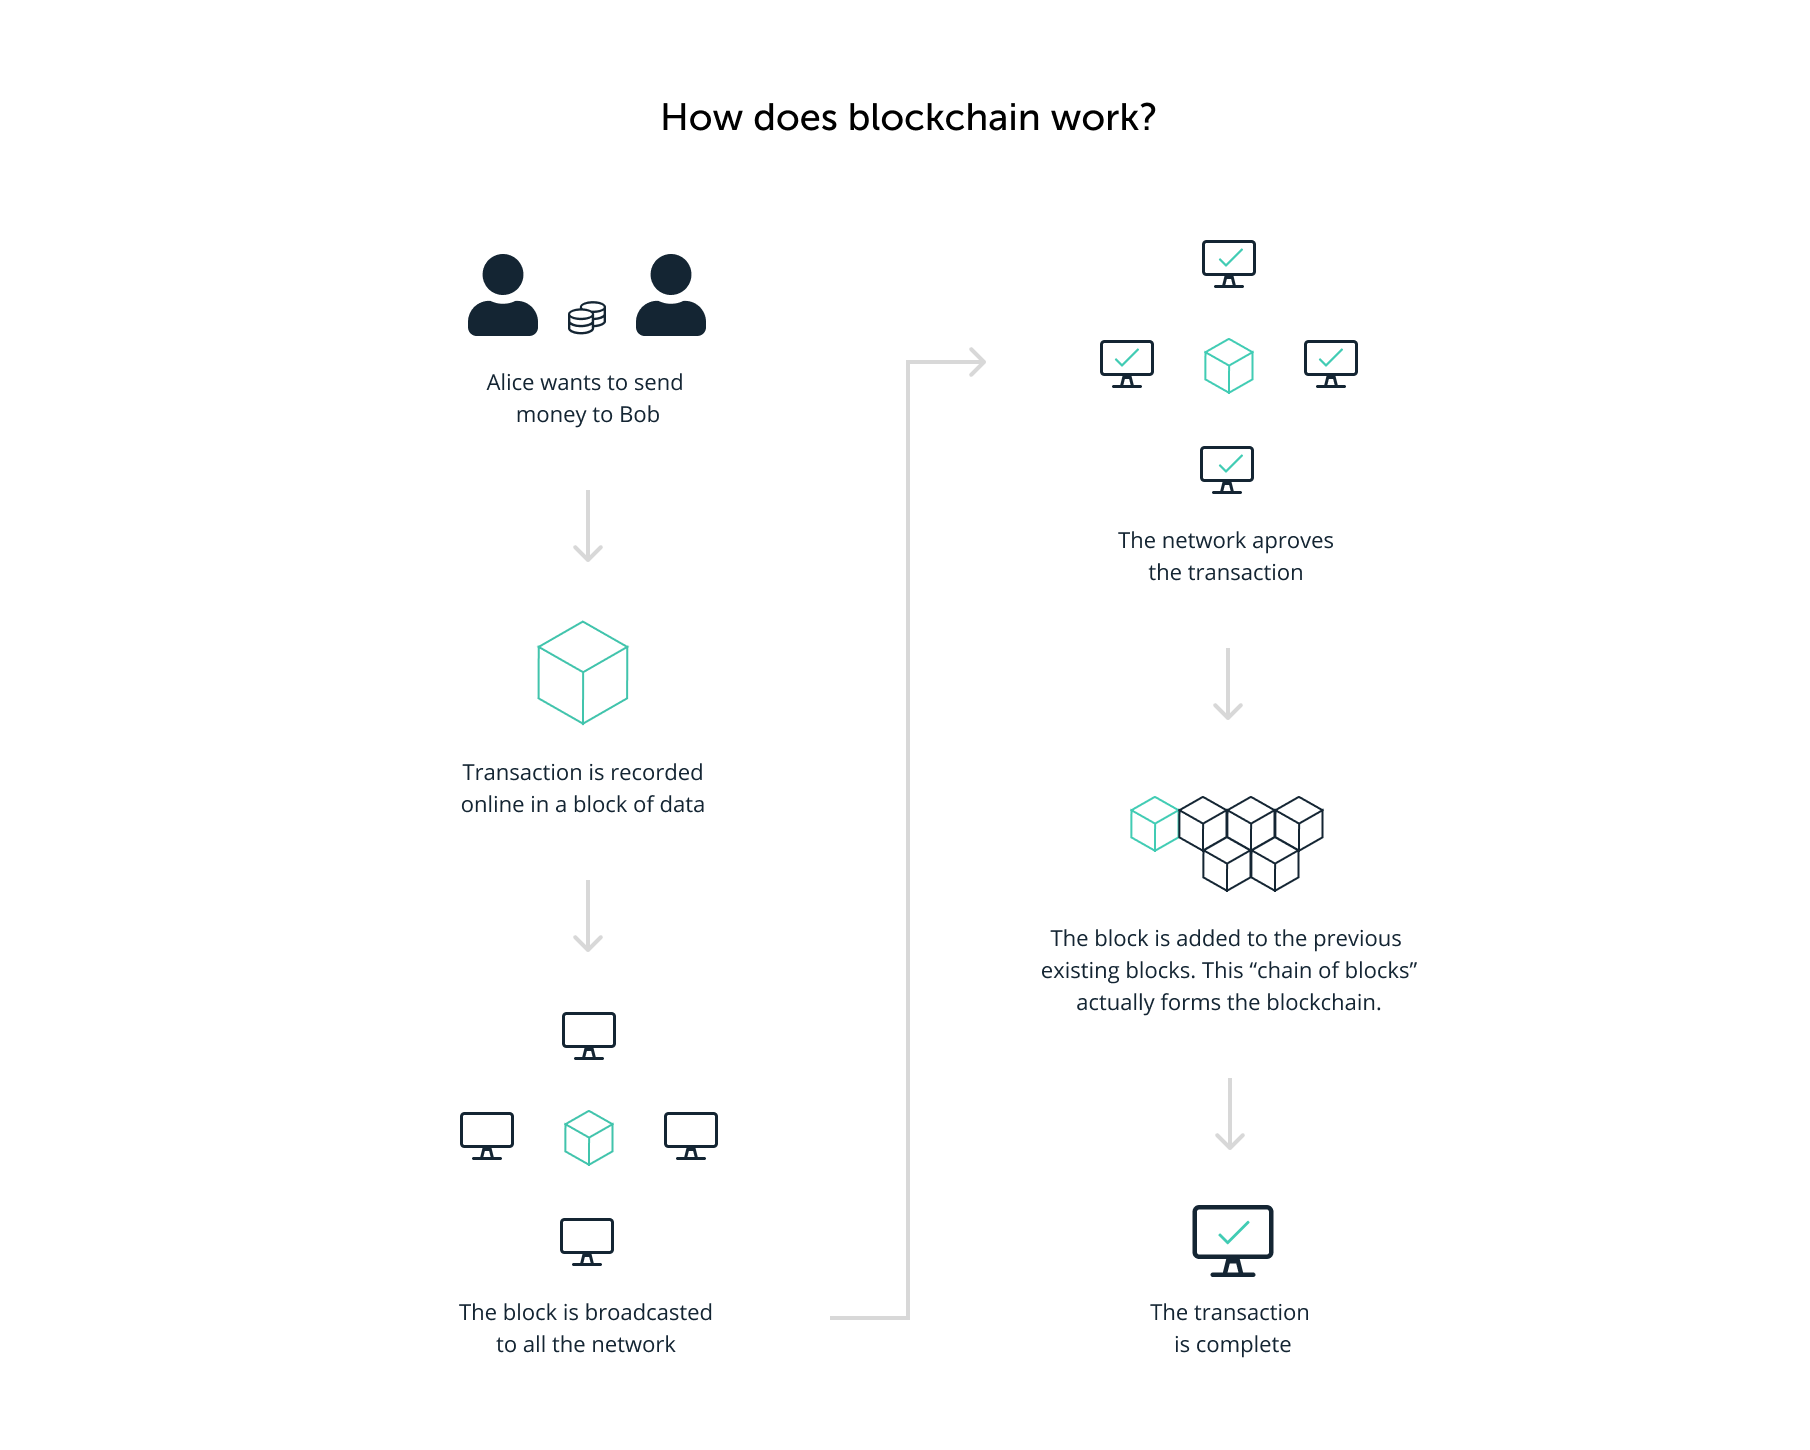 How does blockchain work?
Alice wants to send
money to Bob
Transaction is recorded
online in a block of data
The block is broadcasted
to all the network
The network aproves
the transaction
The block is added to the previous
existing blocks. This “chain of blocks”
actually forms the blockchain.
The transaction
is complete